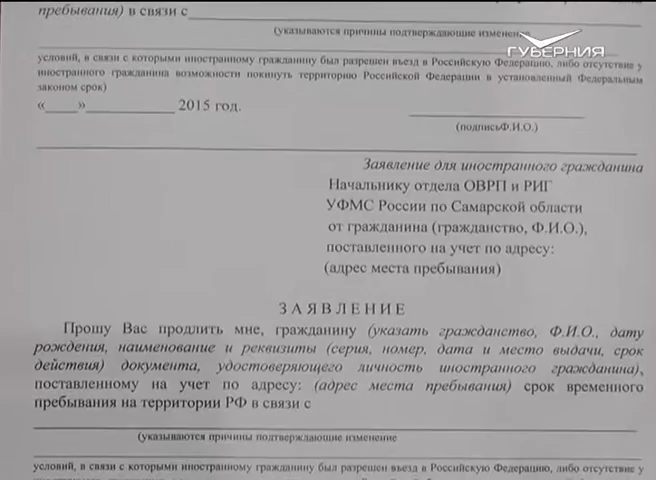 пребывания) в связи с
(указываются причины подтверждающие изменение
ГУБЕРНИЯ
условий, в связи с которыми иностранному гражданину был разрешен въезд в Российскую Федерацию, либо отсутствие у
иностранного гражданина возможности покинуть территорию Российской Федерации в установленный Федеральным
законом срок)
«____»____________ 2015 год.
(подписьФ.И.О.)
Заявление для иностранного гражданина
Начальнику отдела ОВРП и РИГ
УФМС России по Самарской области
от гражданина (гражданство, Ф.И.О.),
поставленного на учет по адресу:
(адрес места пребывания)
З А Я В Л Е Н И Е
Прошу Вас продлить мне, гражданину (указать гражданство, Ф.И.О., дату
рождения, наименование и реквизиты (серия, номер, дата и место выдачи, срок
действия) документа, удостоверяющего личность иностранного гражданина),
поставленному на учет по адресу: (адрес места пребывания) срок временного
пребывания на территории РФ в связи с
(указываются причины подтверждающие изменение
условий, в связи с которыми иностранному гражданину был разрешен въезд в Российскую Федерацию, либо отсутствие у